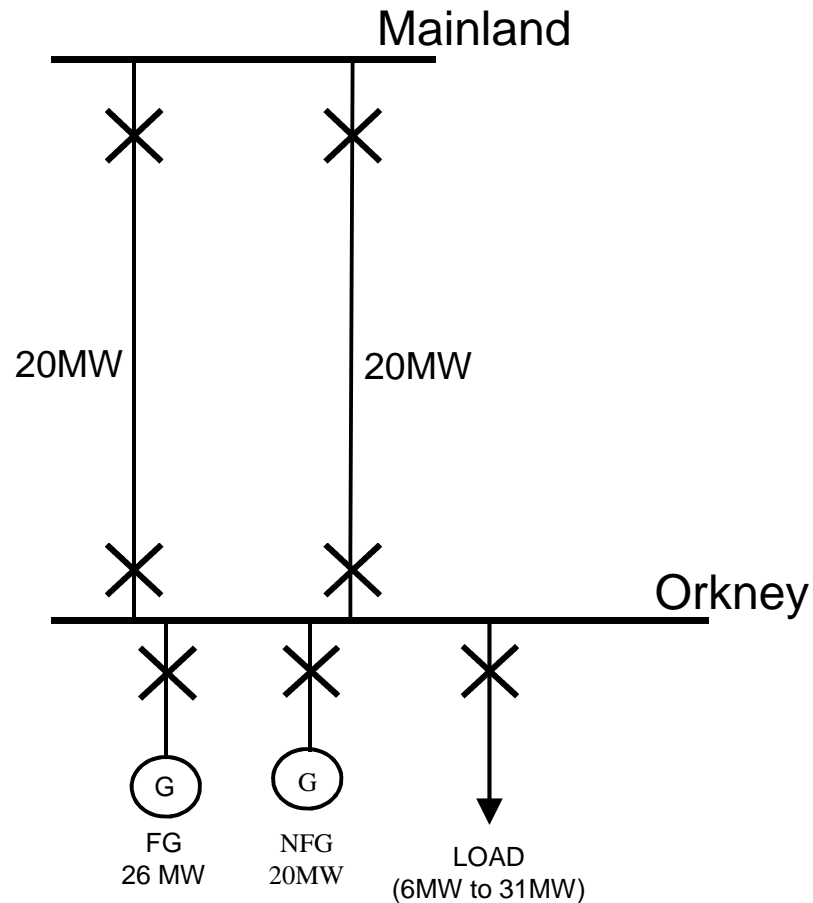 Mainland
20MW
20MW
Orkney
G
G
FG
26 MW
NFG
20MW
LOAD
(6MW to 31MW)